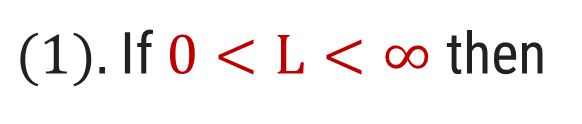 (1). If 0 < L < ∞ then